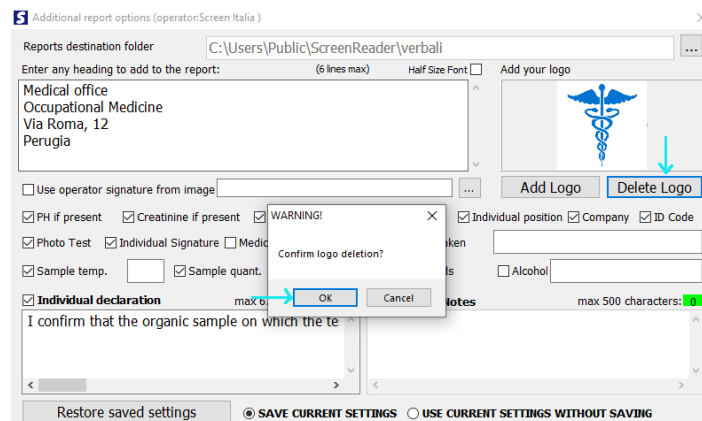 Additional report options (operator:Screen Italia )
Reports destination folder C:\Users\Public\ScreenReader\verbali ...
Enter any heading to add to the report: (6 lines max) Half Size Font Add your logo
Medical office
Occupational Medicine
Via Roma, 12
Perugia
Add Logo Delete Logo
Use operator signature from image ...
WARNING!
Confirm logo deletion?
OK Cancel
PH if present Creatinine if present Individual position Company ID Code
Photo Test Individual Signature
Sample temp. Sample quant. Alcohol
Individual declaration Notes max 500 characters: 0
I confirm that the organic sample on which the te
Restore saved settings SAVE CURRENT SETTINGS USE CURRENT SETTINGS WITHOUT SAVING